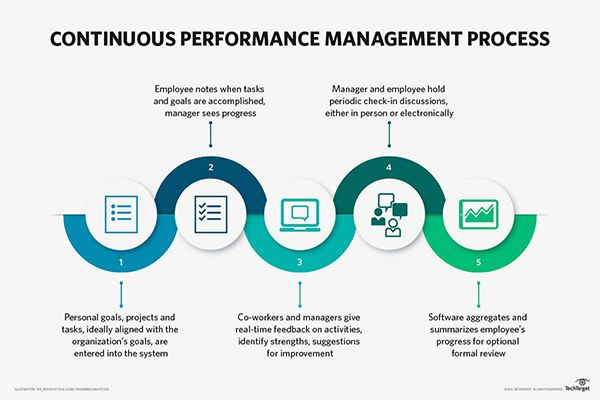 CONTINUOUS PERFORMANCE MANAGEMENT PROCESS
Employee notes when tasks
and goals are accomplished,
manager sees progress
Manager and employee hold
periodic check-in discussions,
either in person or electronically
2
4
1
3
5
Personal goals, projects and
tasks, ideally aligned with the
organization's goals, are
entered into the system
Co-workers and managers give
real-time feedback on activities,
identify strengths, suggestions
for improvement
Software aggregates and
summarizes employee's
progress for optional
formal review
TechTarget